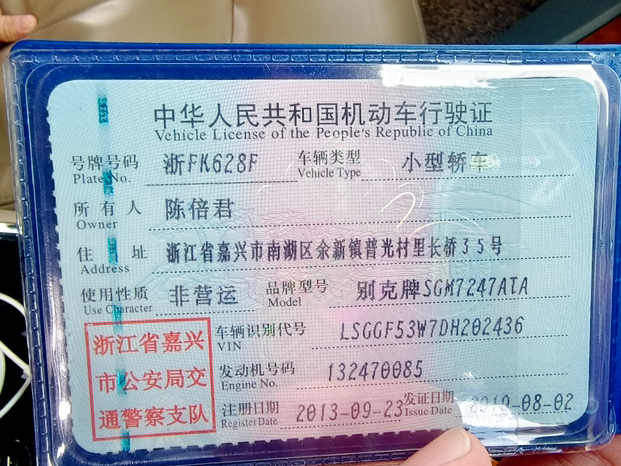 中华人民共和国机动车行驶证
Vehicle License of the People's Republic of China
号牌号码 浙FK628F 车辆类型 小型轿车
Plate No. Vehicle Type
所有人 陈倍君
Owner
住址 浙江省嘉兴市南湖区余新镇普光村里长桥35号
Address
使用性质 非营运 品牌型号 别克牌SGM7247ATA
Use Character Model
浙江省嘉兴
市公安局交
通警察支队
车辆识别代号 LSGGF53W7DH202436
VIN
发动机号码 132470085
Engine No.
注册日期 2013-09-23 发证日期 2019-08-02
Register Date Issue Date